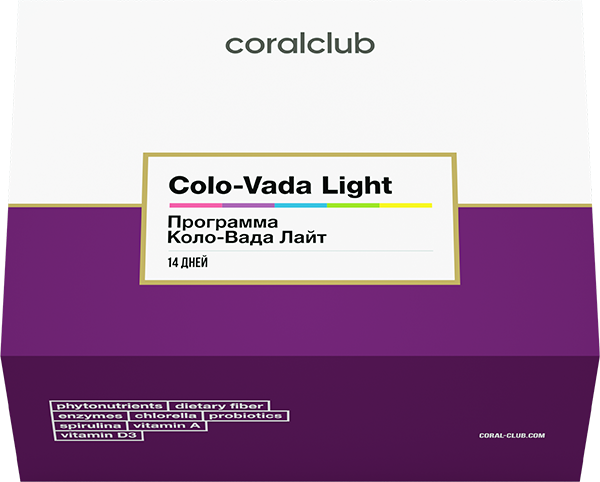 coralclub
Colo-Vada Light
Программа
Коло-Вада Лайт
14 ДНЕЙ
phytonutrients dietary fiber
enzymes chlorella probiotics
spirulina vitamin A
vitamin D3
CORAL-CLUB.COM